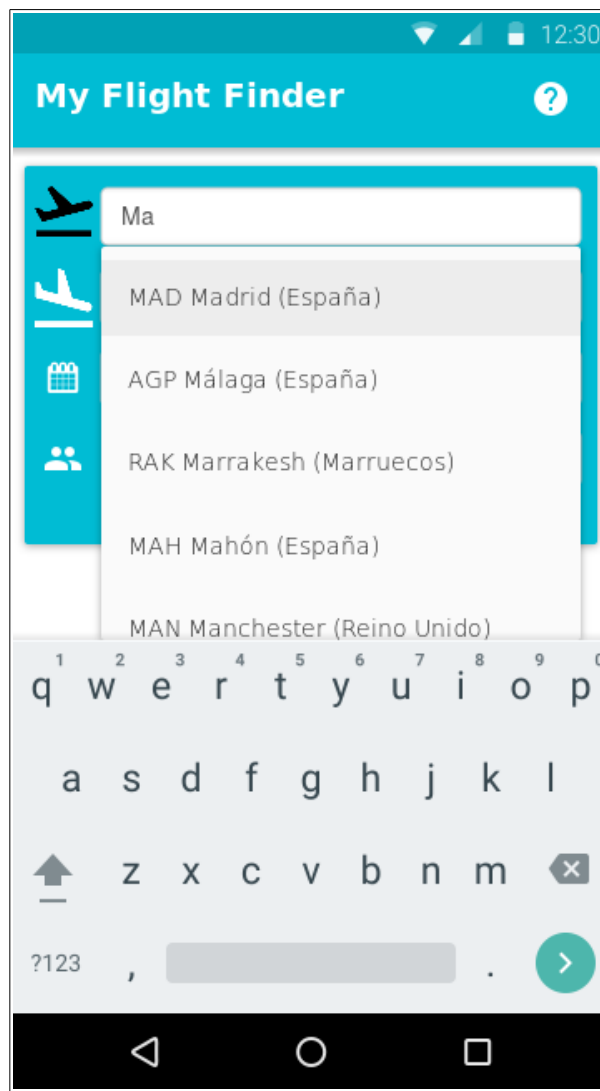 12:30
My Flight Finder
?
Ma
MAD Madrid (España)
AGP Málaga (España)
RAK Marrakesh (Marruecos)
MAH Mahón (España)
MAN Manchester (Reino Unido)
1 2 3 4 5 6 7 8 9 0
q w e r t y u i o p
a s d f g h j k l
z x c v b n m
?123 , .